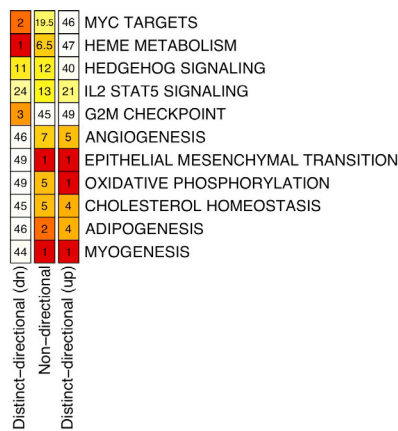 2 19.5 46 MYC TARGETS
1 6.5 47 HEME METABOLISM
11 12 40 HEDGEHOG SIGNALING
24 13 21 IL2 STAT5 SIGNALING
3 45 49 G2M CHECKPOINT
46 7 5 ANGIOGENESIS
49 1 1 EPITHELIAL MESENCHYMAL TRANSITION
49 5 1 OXIDATIVE PHOSPHORYLATION
45 5 4 CHOLESTEROL HOMEOSTASIS
46 2 4 ADIPOGENESIS
44 1 1 MYOGENESIS
Distinct-directional (dn)
Non-directional
Distinct-directional (up)